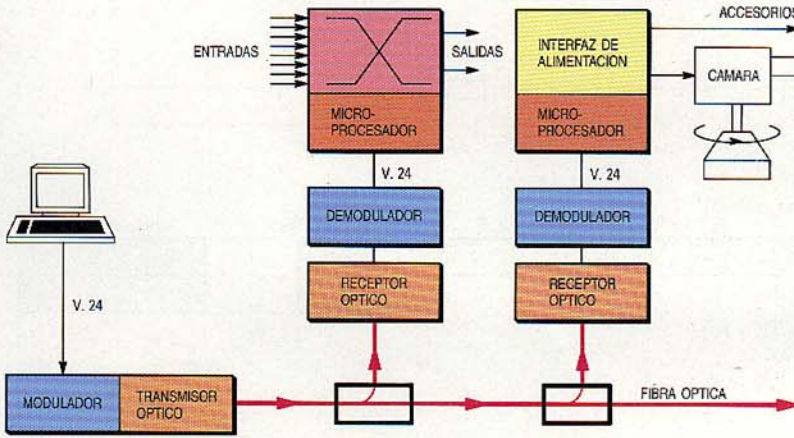 ENTRADAS
SALIDAS
INTERFAZ DE
ALIMENTACION
ACCESORIOS
CAMARA
MICRO-
PROCESADOR
MICRO-
PROCESADOR
V. 24
V. 24
DEMODULADOR
DEMODULADOR
RECEPTOR
OPTICO
RECEPTOR
OPTICO
V. 24
MODULADOR
TRANSMISOR
OPTICO
FIBRA OPTICA